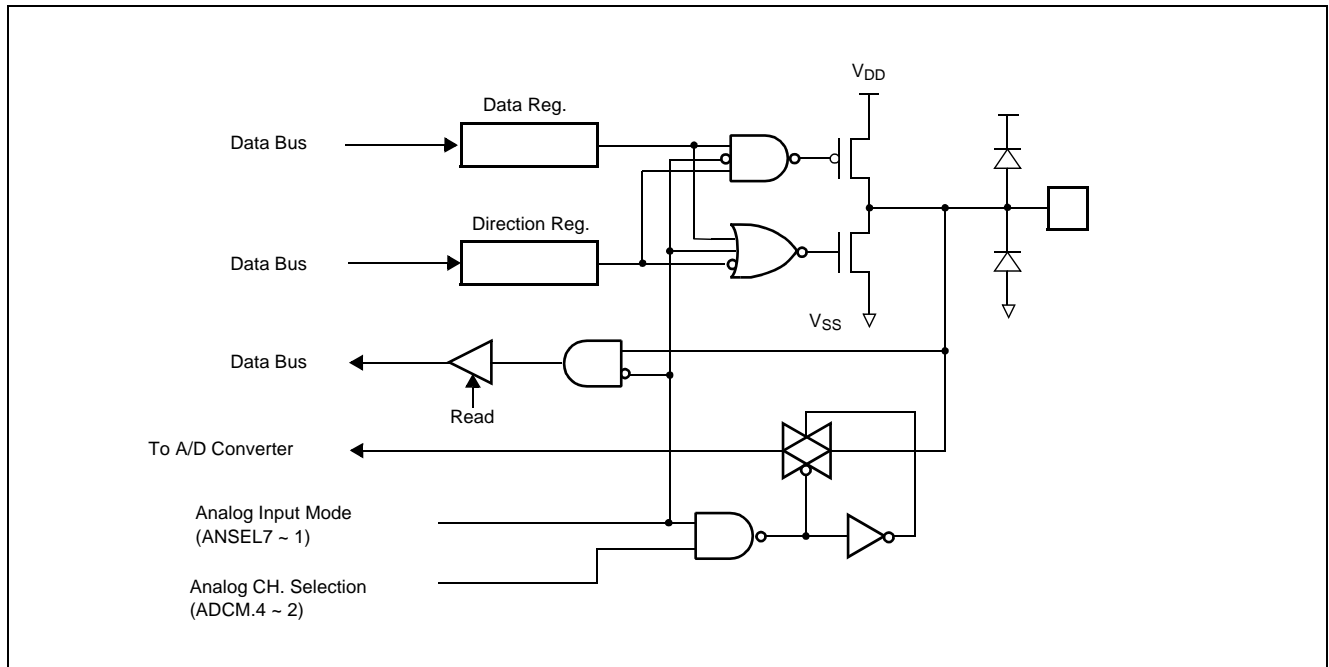 VDD
Data Reg.
Data Bus
Direction Reg.
Data Bus
VSS
Data Bus
Read
To A/D Converter
Analog Input Mode
(ANSEL7 ~ 1)
Analog CH. Selection
(ADCM.4 ~ 2)